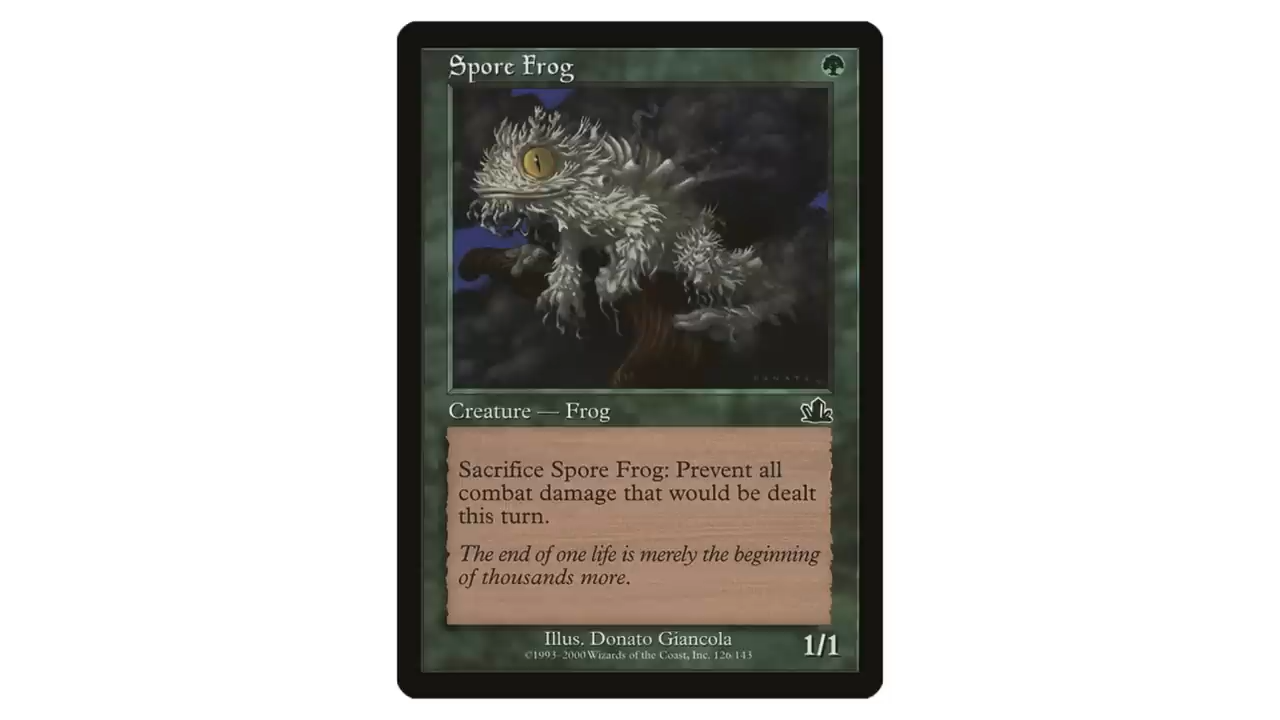 Spore Frog
Creature — Frog
Sacrifice Spore Frog: Prevent all
combat damage that would be dealt
this turn.
The end of one life is merely the beginning
of thousands more.
Illus. Donato Giancola
1/1
©1993-2000 Wizards of the Coast, Inc. 126/143